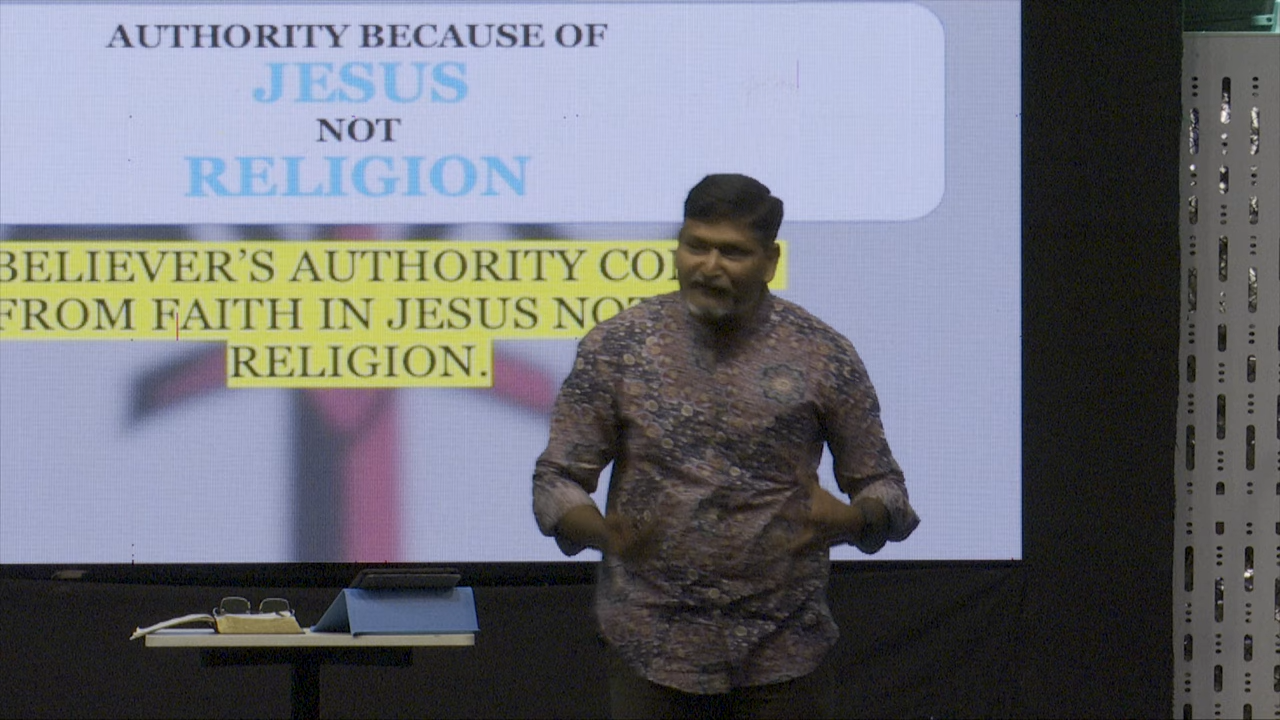 AUTHORITY BECAUSE OF
JESUS
NOT
RELIGION
BELIEVER'S AUTHORITY
FROM FAITH IN JESUS
RELIGION.